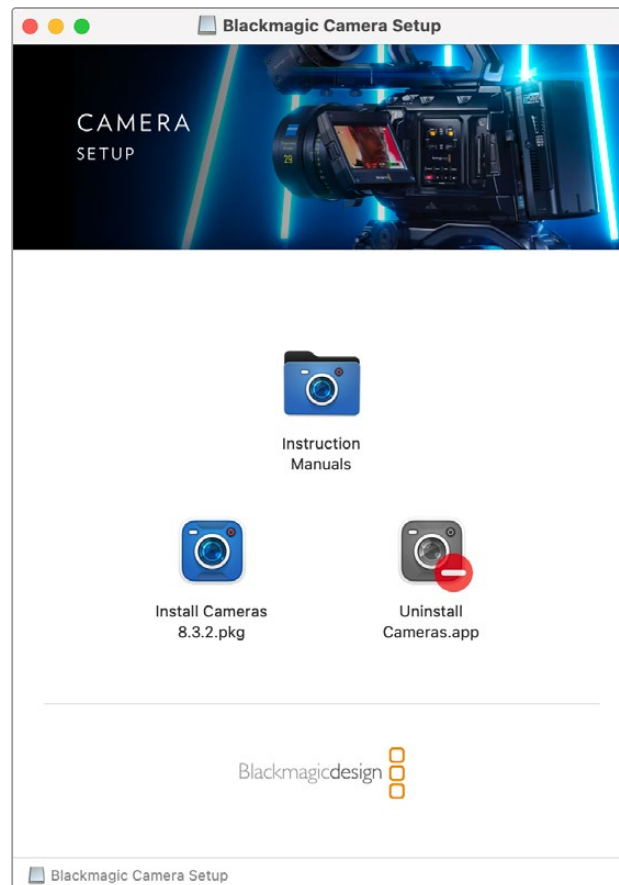 Blackmagic Camera Setup
CAMERA
SETUP
29
Instruction
Manuals
Install Cameras
8.3.2.pkg
Uninstall
Cameras.app
Blackmagicdesign
Blackmagic Camera Setup